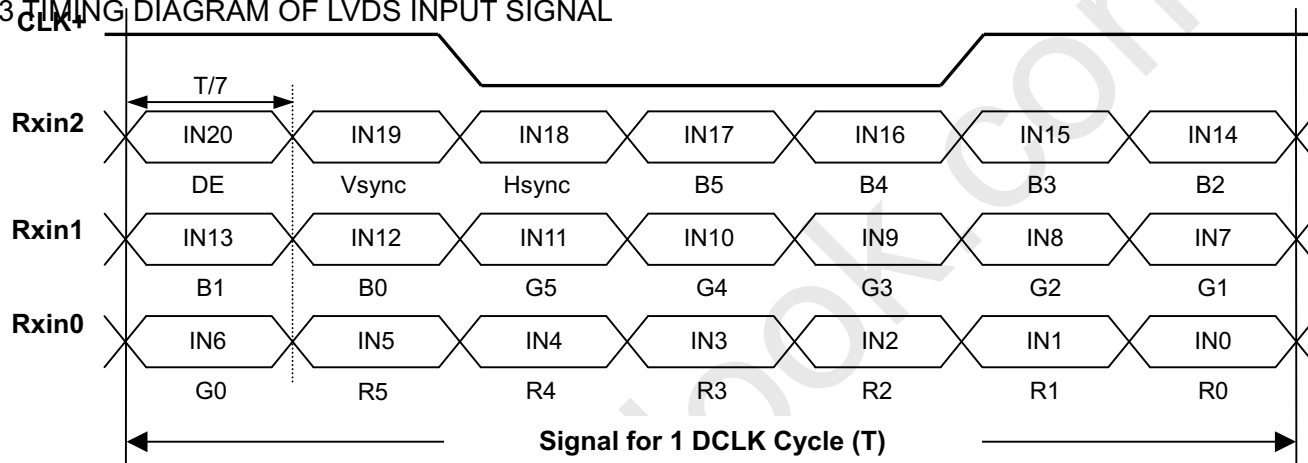 3 TIMING DIAGRAM OF LVDS INPUT SIGNAL
CLK+
T/7
Rxin2 IN20 IN19 IN18 IN17 IN16 IN15 IN14
DE Vsync Hsync B5 B4 B3 B2
Rxin1 IN13 IN12 IN11 IN10 IN9 IN8 IN7
B1 B0 G5 G4 G3 G2 G1
Rxin0 IN6 IN5 IN4 IN3 IN2 IN1 IN0
G0 R5 R4 R3 R2 R1 R0
Signal for 1 DCLK Cycle (T)